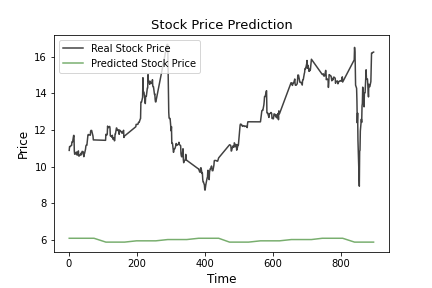 Stock Price Prediction
Real Stock Price
Predicted Stock Price
Price
16
14
12
10
8
6
0 200 400 600 800
Time